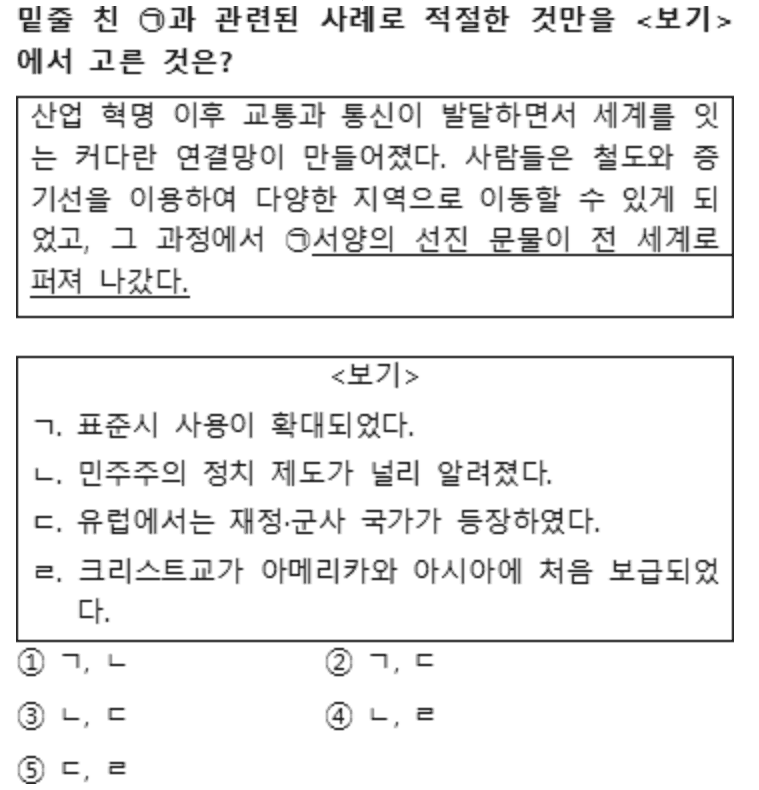 밑줄 친 ㉠과 관련된 사례로 적절한 것만을 <보기>
에서 고른 것은?
산업 혁명 이후 교통과 통신이 발달하면서 세계를 잇
는 커다란 연결망이 만들어졌다. 사람들은 철도와 증
기선을 이용하여 다양한 지역으로 이동할 수 있게 되
었고, 그 과정에서 ㉠서양의 선진 문물이 전 세계로
퍼져 나갔다.
<보기>
ㄱ. 표준시 사용이 확대되었다.
ㄴ. 민주주의 정치 제도가 널리 알려졌다.
ㄷ. 유럽에서는 재정·군사 국가가 등장하였다.
ㄹ. 크리스트교가 아메리카와 아시아에 처음 보급되었
다.
① ㄱ, ㄴ ② ㄱ, ㄷ
③ ㄴ, ㄷ ④ ㄴ, ㄹ
⑤ ㄷ, ㄹ